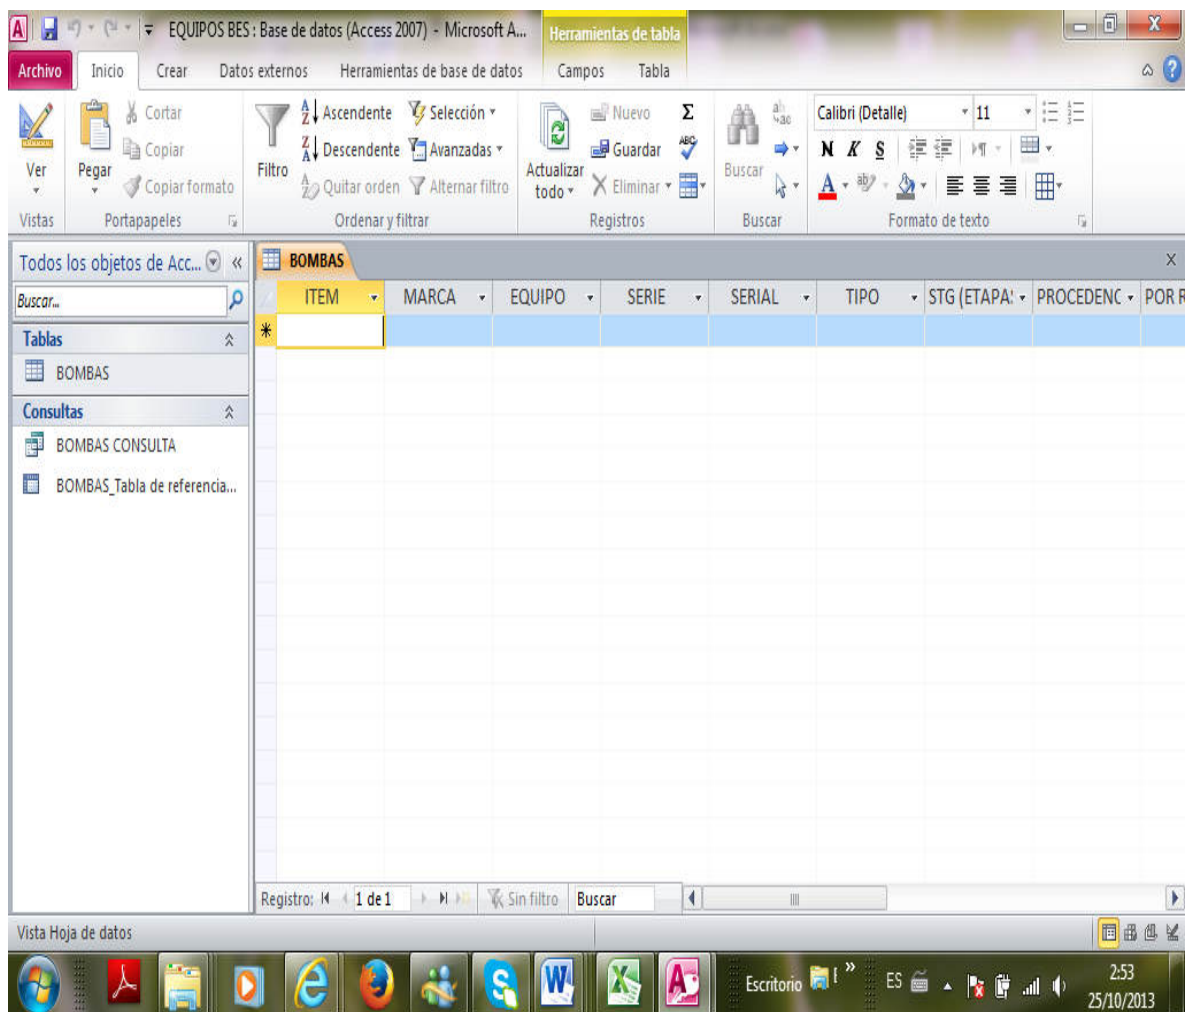 EQUIPOS BES : Base de datos (Access 2007) - Microsoft A...
Herramientas de tabla
Archivo Inicio Crear Datos externos Herramientas de base de datos Campos Tabla
Ver
Pegar
Cortar
Copiar
Copiar formato
Filtro
Ascendente
Descendente
Quitar orden
Selección
Avanzadas
Alternar filtro
Actualizar
todo
Nuevo
Guardar
Eliminar
Buscar
Calibri (Detalle) 11
N K S
Vistas Portapapeles Ordenar y filtrar Registros Buscar Formato de texto
Todos los objetos de Acc...
Buscar...
Tablas
BOMBAS
Consultas
BOMBAS CONSULTA
BOMBAS_Tabla de referencia...
BOMBAS
ITEM MARCA EQUIPO SERIE SERIAL TIPO STG (ETAPA' PROCEDENC POR R
Registro: 1 de 1 Sin filtro Buscar
Vista Hoja de datos
Escritorio
ES
2:53
25/10/2013